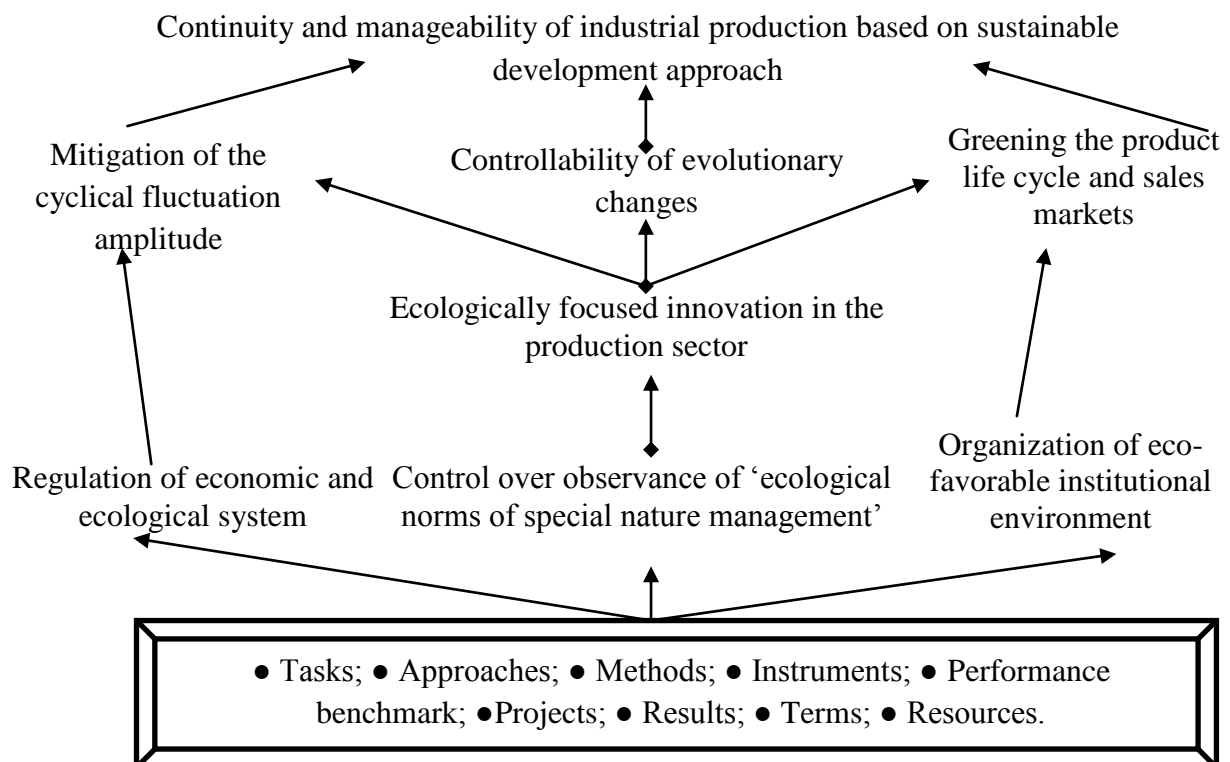 Continuity and manageability of industrial production based on sustainable
development approach
Mitigation of the
cyclical fluctuation
amplitude
Controllability of evolutionary
changes
Greening the product
life cycle and sales
markets
Ecologically focused innovation in the
production sector
Regulation of economic and
ecological system
Control over observance of ‘ecological
norms of special nature management’
Organization of eco-
favorable institutional
environment
● Tasks; ● Approaches; ● Methods; ● Instruments; ● Performance
benchmark; ●Projects; ● Results; ● Terms; ● Resources.